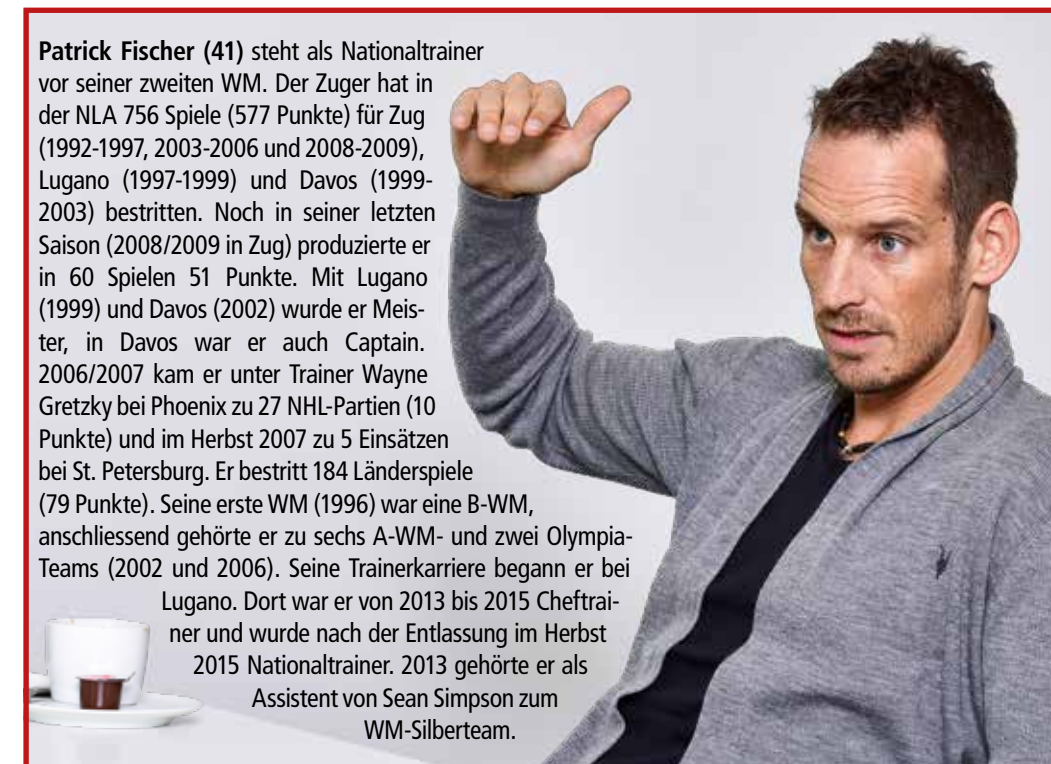 Patrick Fischer (41) steht als Nationaltrainer
vor seiner zweiten WM. Der Zuger hat in
der NLA 756 Spiele (577 Punkte) für Zug
(1992-1997, 2003-2006 und 2008-2009),
Lugano (1997-1999) und Davos (1999-
2003) bestritten. Noch in seiner letzten
Saison (2008/2009 in Zug) produzierte er
in 60 Spielen 51 Punkte. Mit Lugano
(1999) und Davos (2002) wurde er Meis-
ter, in Davos war er auch Captain.
2006/2007 kam er unter Trainer Wayne
Gretzky bei Phoenix zu 27 NHL-Partien (10
Punkte) und im Herbst 2007 zu 5 Einsätzen
bei St. Petersburg. Er bestritt 184 Länderspiele
(79 Punkte). Seine erste WM (1996) war eine B-WM,
anschliessend gehörte er zu sechs A-WM- und zwei Olympia-
Teams (2002 und 2006). Seine Trainerkarriere begann er bei
Lugano. Dort war er von 2013 bis 2015 Cheftrai-
ner und wurde nach der Entlassung im Herbst
2015 Nationaltrainer. 2013 gehörte er als
Assistent von Sean Simpson zum
WM-Silberteam.